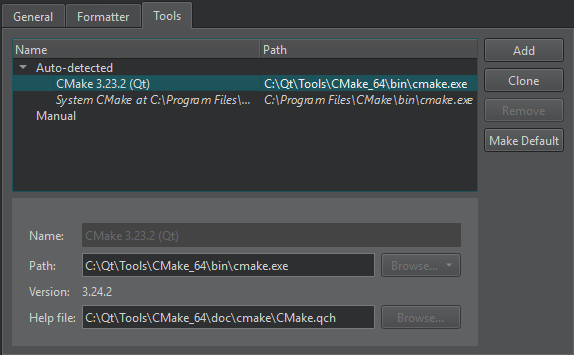 General Formatter Tools
Name Path
Add
Auto-detected
CMake 3.23.2 (Qt) C:\Qt\Tools\CMake_64\bin\cmake.exe
Clone
System CMake at C:\Program Files\... C:\Program Files\CMake\bin\cmake.exe
Remove
Manual
Make Default
Name: CMake 3.23.2 (Qt)
Path: C:\Qt\Tools\CMake_64\bin\cmake.exe Browse...
Version: 3.24.2
Help file: C:\Qt\Tools\CMake_64\doc\cmake\CMake.qch Browse...